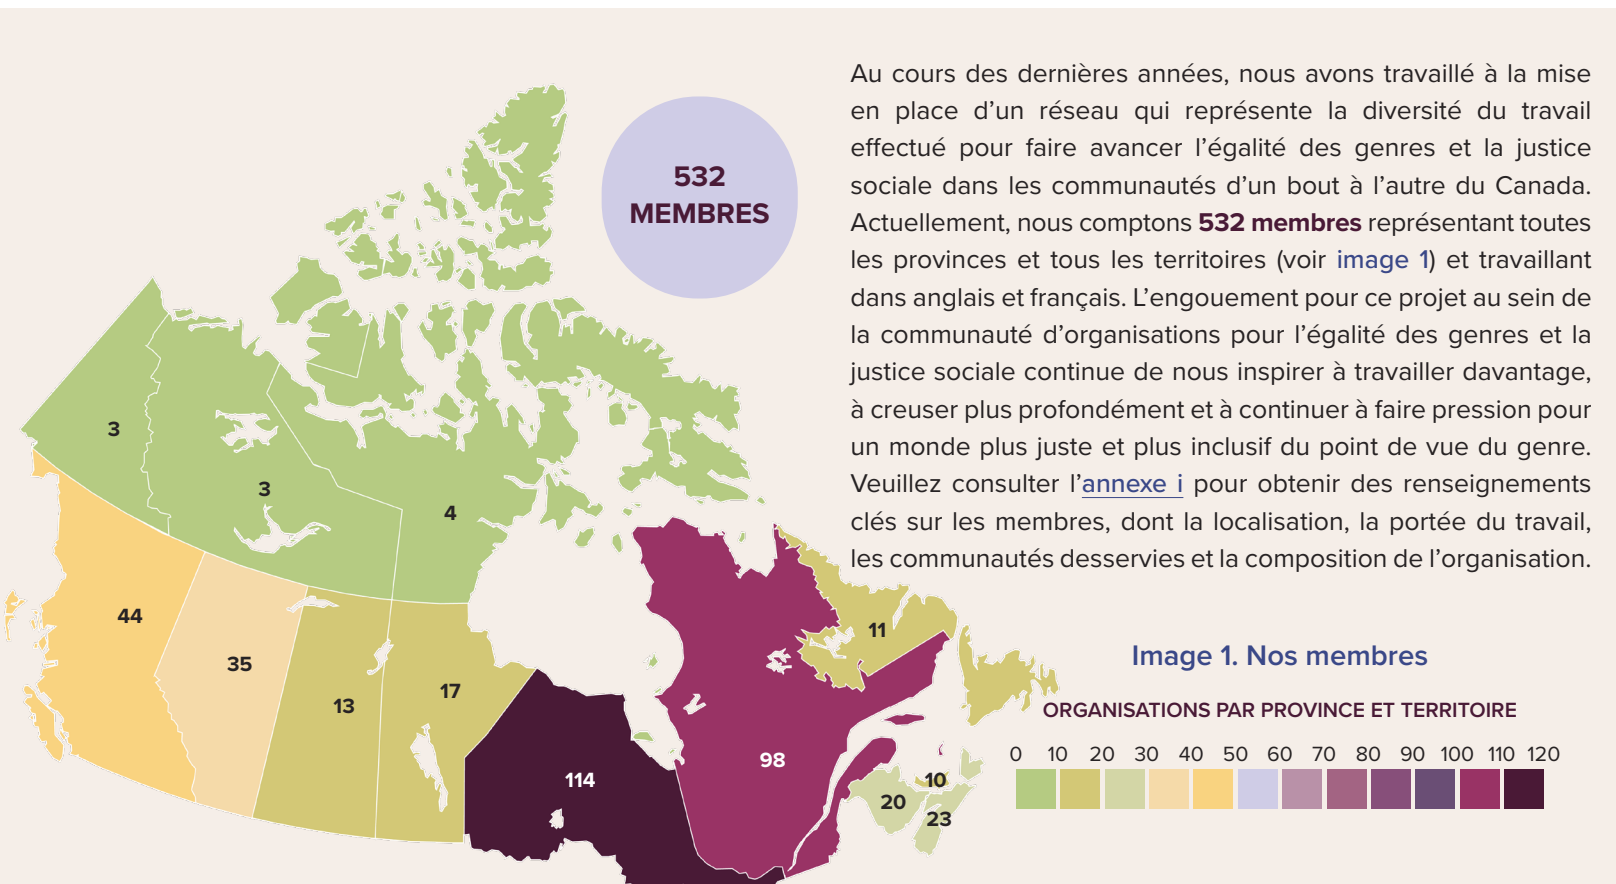 532
MEMBRES
Au cours des dernières années, nous avons travaillé à la mise
en place d’un réseau qui représente la diversité du travail
effectué pour faire avancer l’égalité des genres et la justice
sociale dans les communautés d’un bout à l’autre du Canada.
Actuellement, nous comptons 532 membres représentant toutes
les provinces et tous les territoires (voir image 1) et travaillant
dans anglais et français. L’engouement pour ce projet au sein de
la communauté d’organisations pour l’égalité des genres et la
justice sociale continue de nous inspirer à travailler davantage,
à creuser plus profondément et à continuer à faire pression pour
un monde plus juste et plus inclusif du point de vue du genre.
Veuillez consulter l’annexe i pour obtenir des renseignements
clés sur les membres, dont la localisation, la portée du travail,
les communautés desservies et la composition de l’organisation.
3
3
4
44
35
13
17
114
98
11
10
20
23
Image 1. Nos membres
ORGANISATIONS PAR PROVINCE ET TERRITOIRE
0 10 20 30 40 50 60 70 80 90 100 110 120